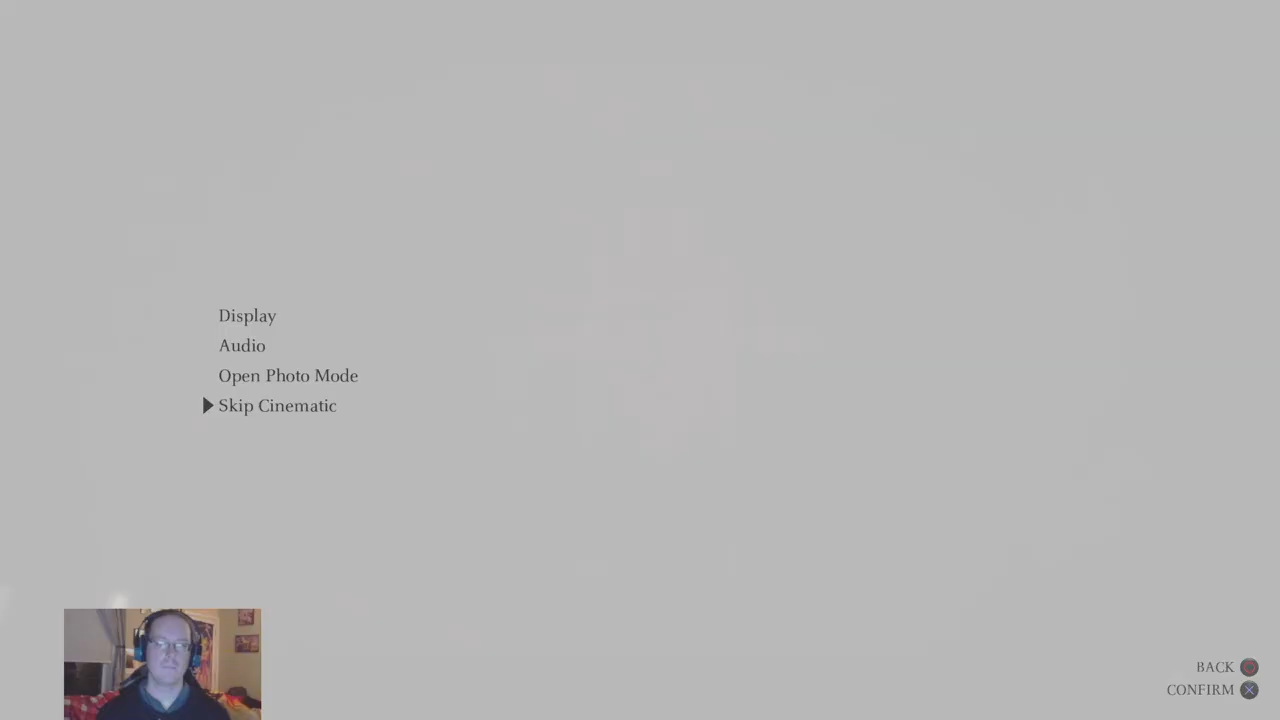 Display
Audio
Open Photo Mode
Skip Cinematic
BACK
CONFIRM